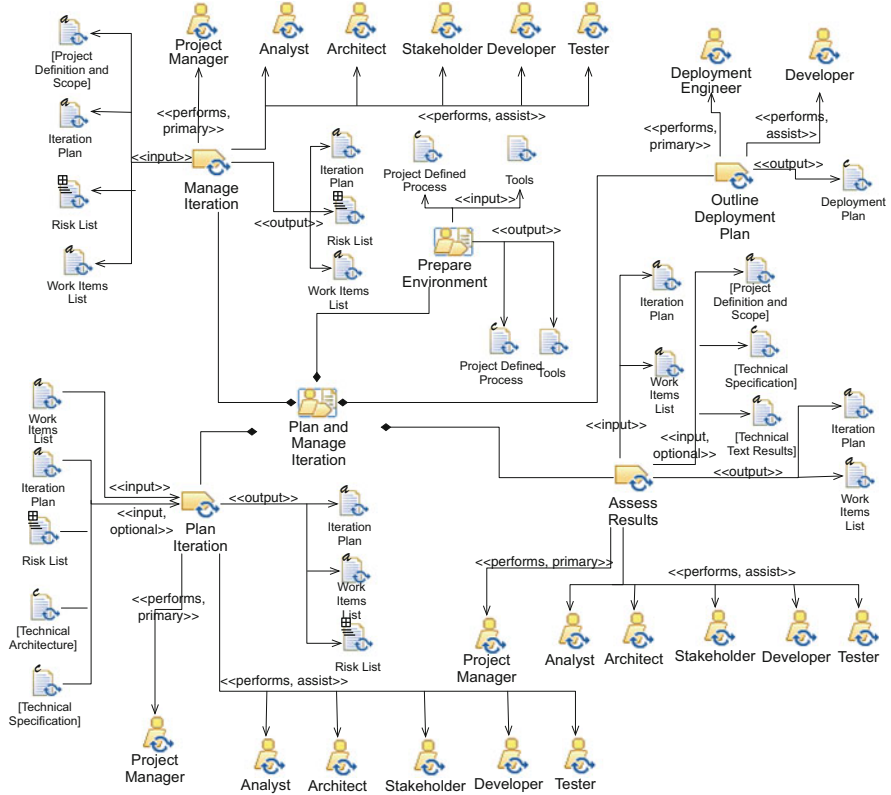 Project
Manager
Analyst
Architect
Stakeholder
Developer
Tester
a
[Project
Definition and
Scope]
a
Iteration
Plan
Risk List
a
Work Items
List
<<input>>
<<performs,
primary>>
<<performs, assist>>
Manage
Iteration
<<output>>
a
Iteration
Plan
Risk List
a
Work Items
List
c
Project Defined
Process
Tools
<<input>>
<<output>>
Prepare
Environment
c
Project Defined
Process
Tools
Deployment
Engineer
Developer
<<performs,
primary>>
<<performs,
assist>>
<<output>>
Outline
Deployment
Plan
c
Deployment
Plan
a
Iteration
Plan
a
[Project
Definition and
Scope]
a
Work
Items
List
c
[Technical
Specification]
a
[Technical
Text Results]
<<input>>
<<input,
optional>>
<<output>>
a
Iteration
Plan
a
Work
Items
List
Assess
Results
Plan and
Manage
Iteration
a
Work
Items
List
a
Iteration
Plan
Risk List
c
[Technical
Architecture]
c
[Technical
Specification]
<<input>>
<<input,
optional>>
<<output>>
Plan
Iteration
a
Iteration
Plan
a
Work
Items
List
Risk List
<<performs,
primary>>
Project
Manager
<<performs, assist>>
Analyst
Architect
Stakeholder
Developer
Tester
<<performs, primary>>
<<performs, assist>>
Project
Manager
Analyst
Architect
Stakeholder
Developer
Tester